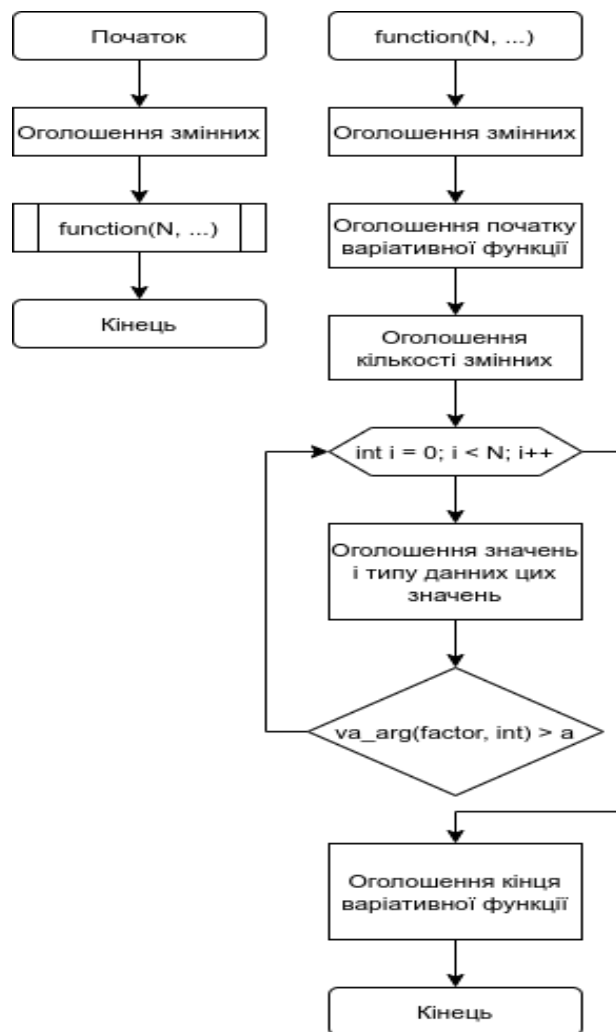 Початок
Оголошення змінних
function(N, ...)
Кінець
function(N, ...)
Оголошення змінних
Оголошення початку
варіативної функції
Оголошення
кількості змінних
int i = 0; i < N; i++
Оголошення значень
і типу данних цих
значень
va_arg(factor, int) > a
Оголошення кінця
варіативної функції
Кінець